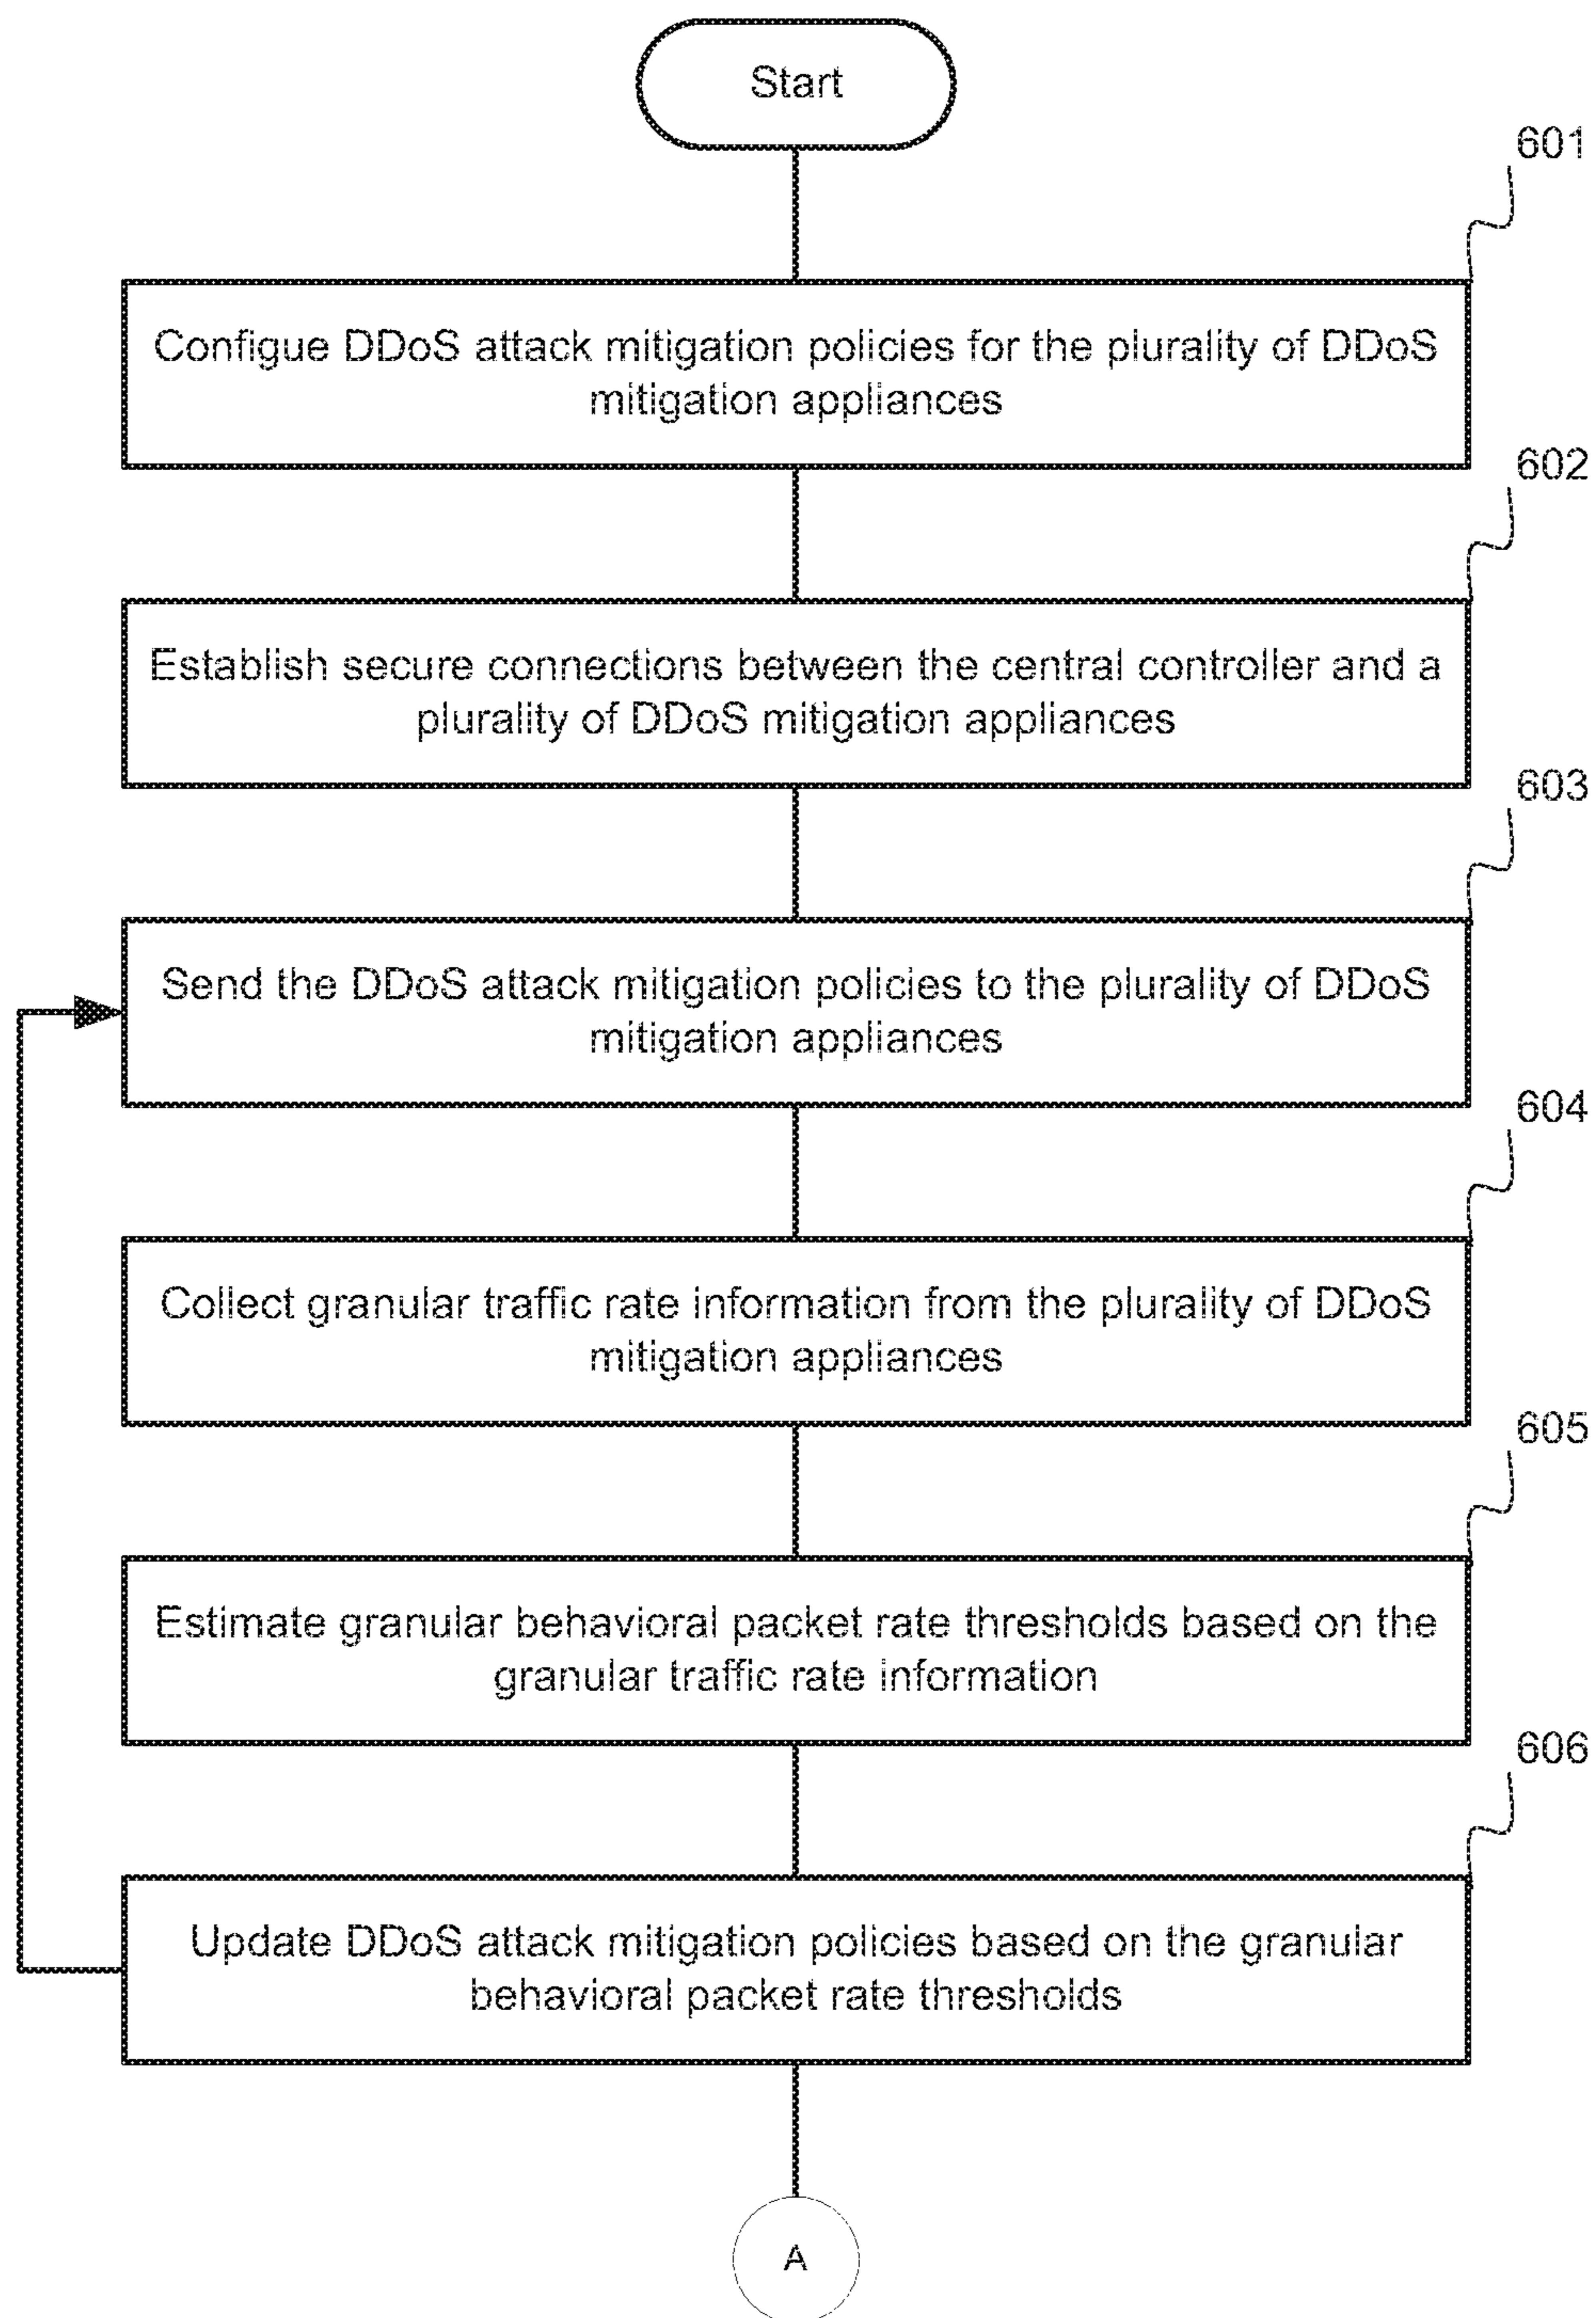 Start
601
Configue DDoS attack mitigation policies for the plurality of DDoS
mitigation appliances
602
Establish secure connections between the central controller and a
plurality of DDoS mitigation appliances
603
Send the DDoS attack mitigation policies to the plurality of DDoS
mitigation appliances
604
Collect granular traffic rate information from the plurality of DDoS
mitigation appliances
605
Estimate granular behavioral packet rate thresholds based on the
granular traffic rate information
606
Update DDoS attack mitigation policies based on the granular
behavioral packet rate thresholds
A